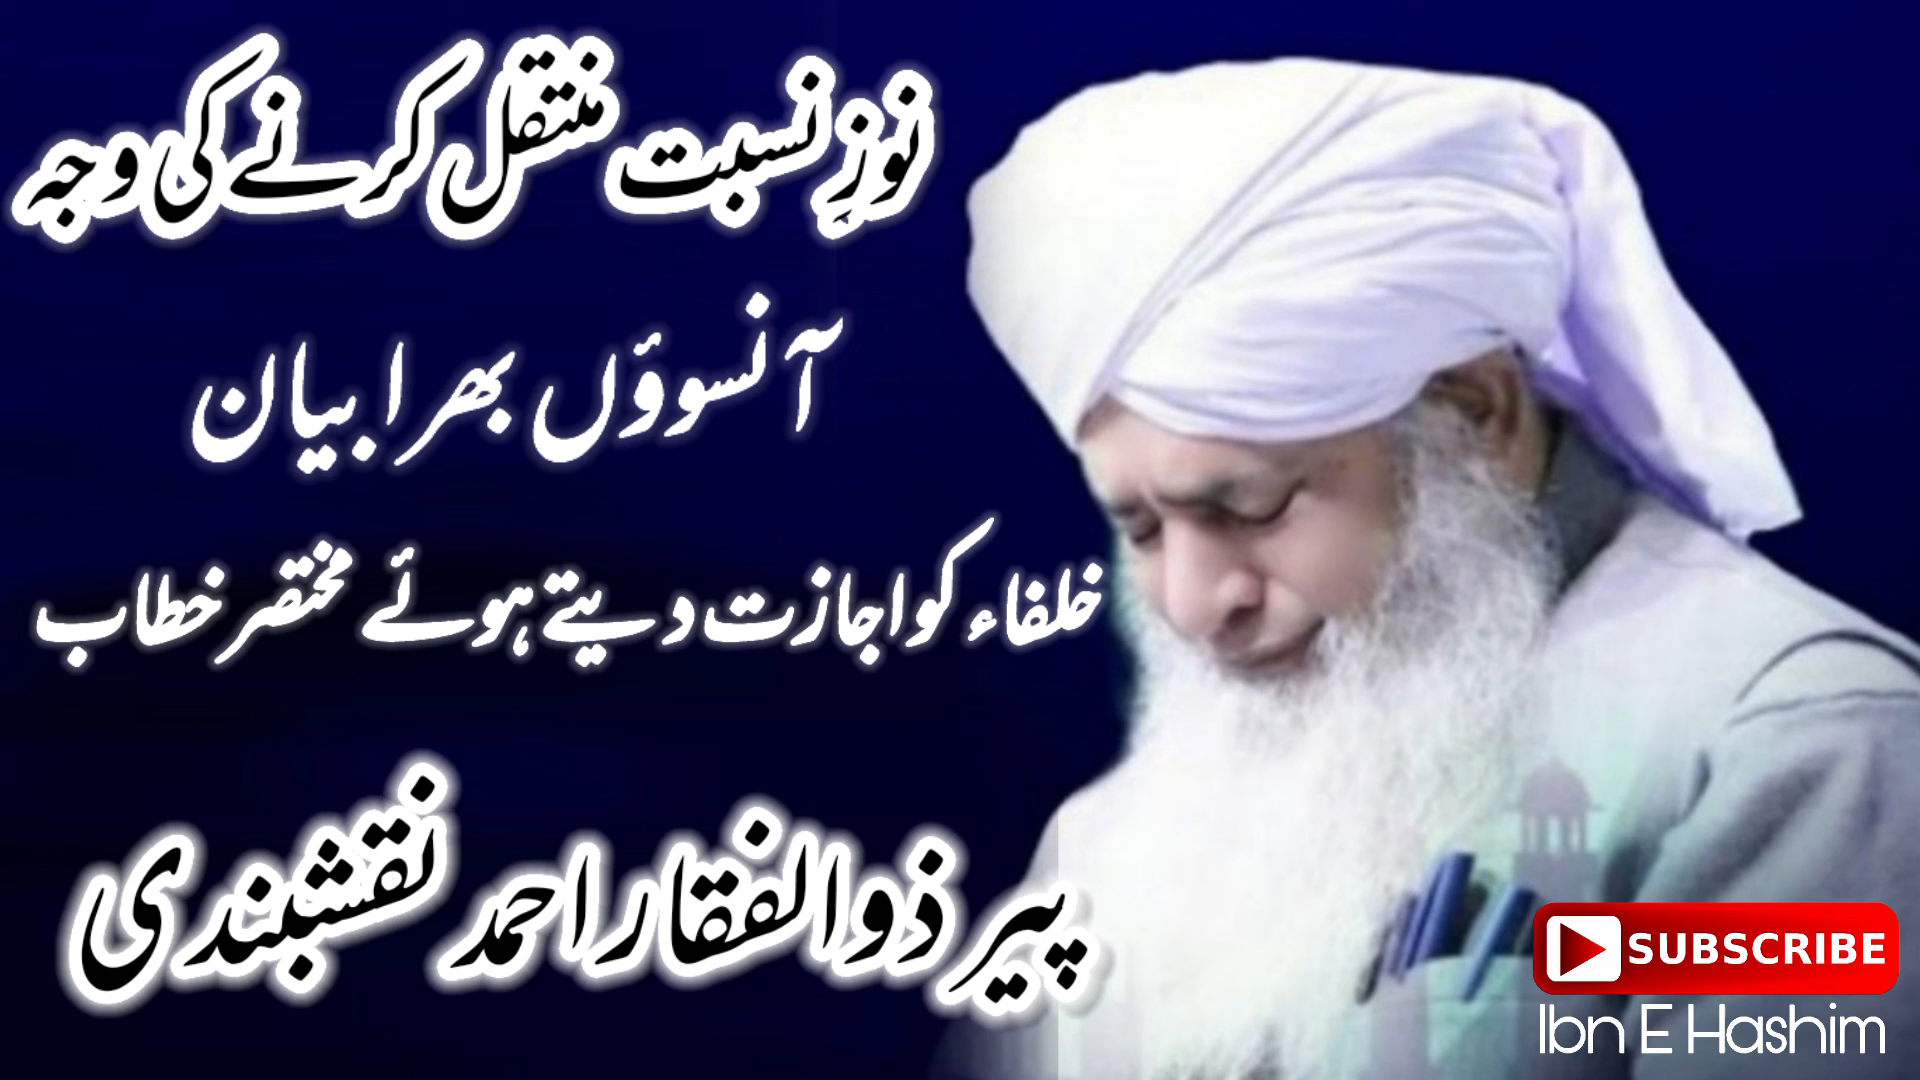 نورِ نسبت منتقل کرنے کی وجہ
آنسوؤں بھرا بیان
خلفاء کو اجازت دیتے ہوئے مختصر خطاب
پیر ذوالفقار احمد نقشبندی
SUBSCRIBE
Ibn E Hashim